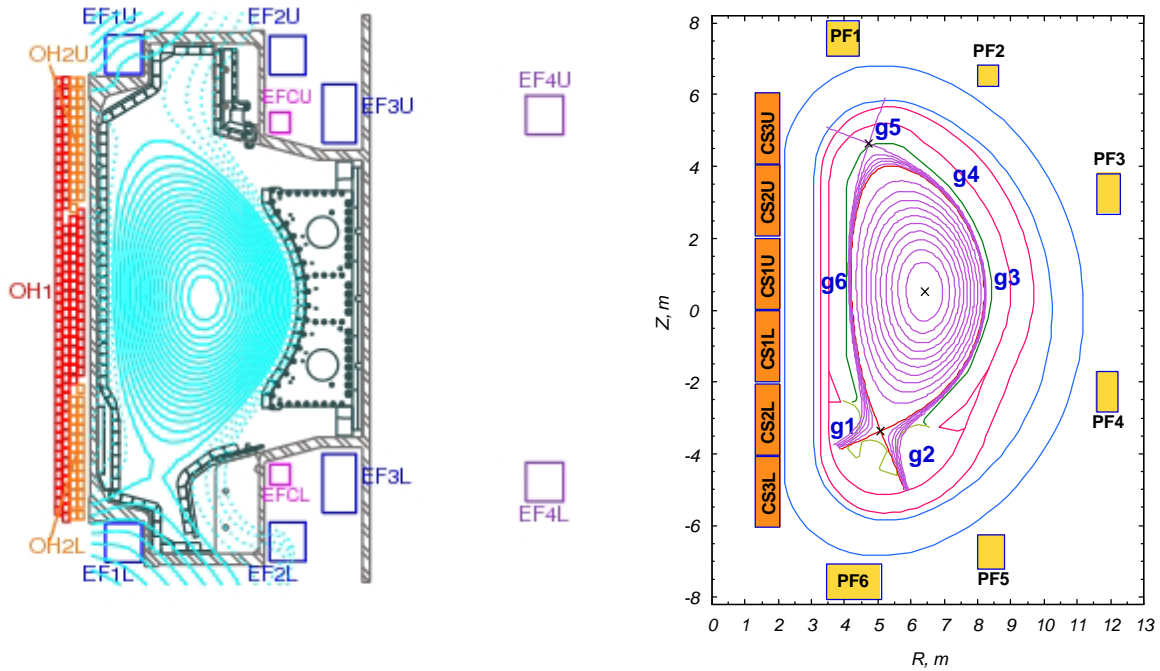 EF1U
EF2U
OH2U
EFCU
EF3U
EF4U
OH1
EFCL
EF3L
EF4L
OH2L
EF1L
EF2L
8
6
4
2
0
-2
-4
-6
-8
Z, m
PF1
PF2
g5
CS3U
g4
PF3
CS2U
CS1U
g6
g3
CS1L
CS2L
PF4
g1
g2
CS3L
PF5
PF6
0 1 2 3 4 5 6 7 8 9 10 11 12 13
R, m